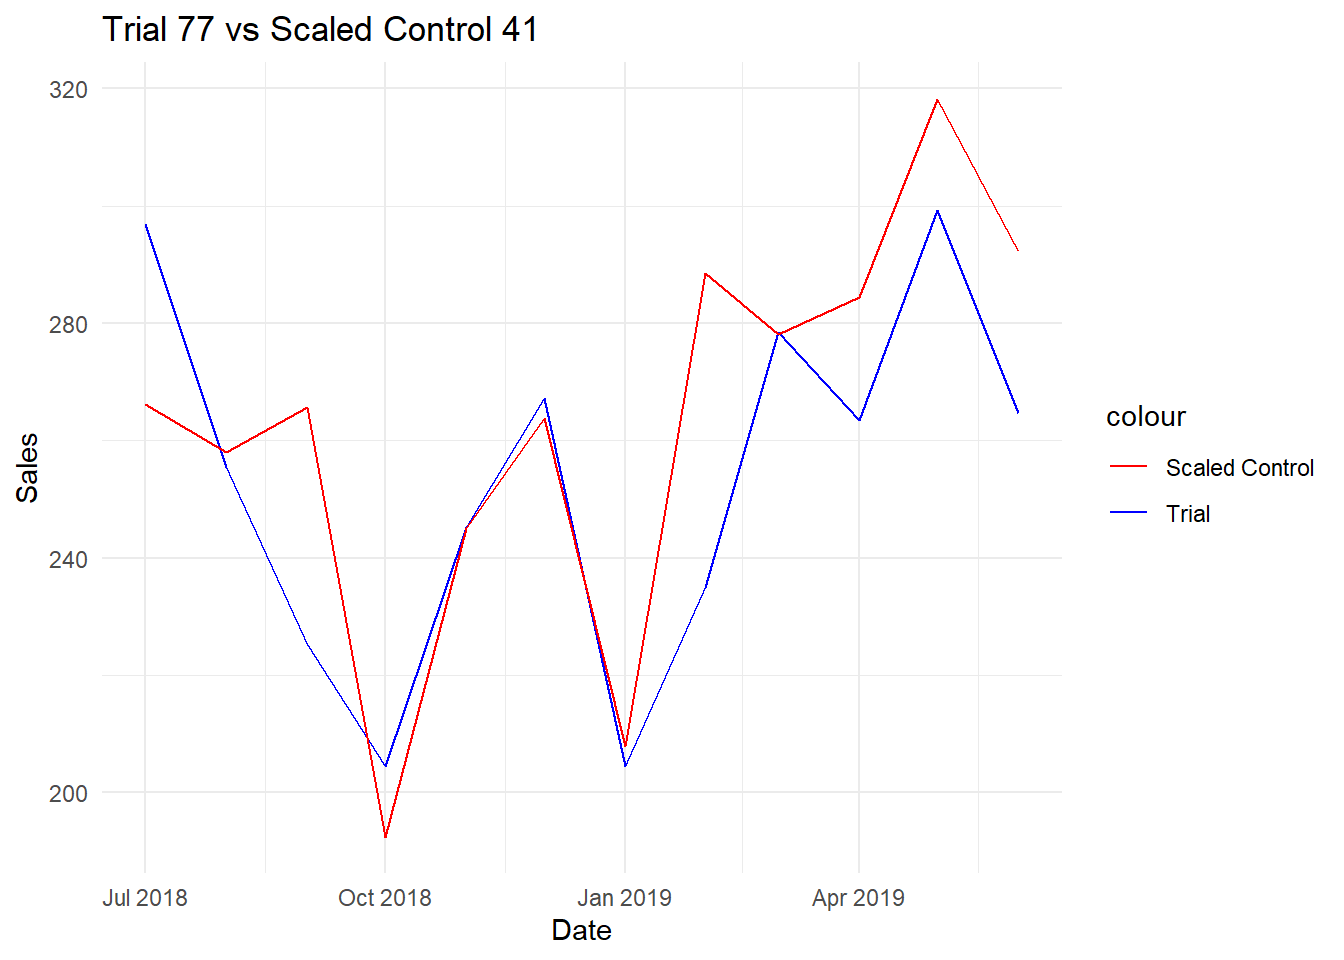 Trial 77 vs Scaled Control 41
320
280
240
200
Sales
Jul 2018
Oct 2018
Jan 2019
Apr 2019
Date
colour
Scaled Control
Trial